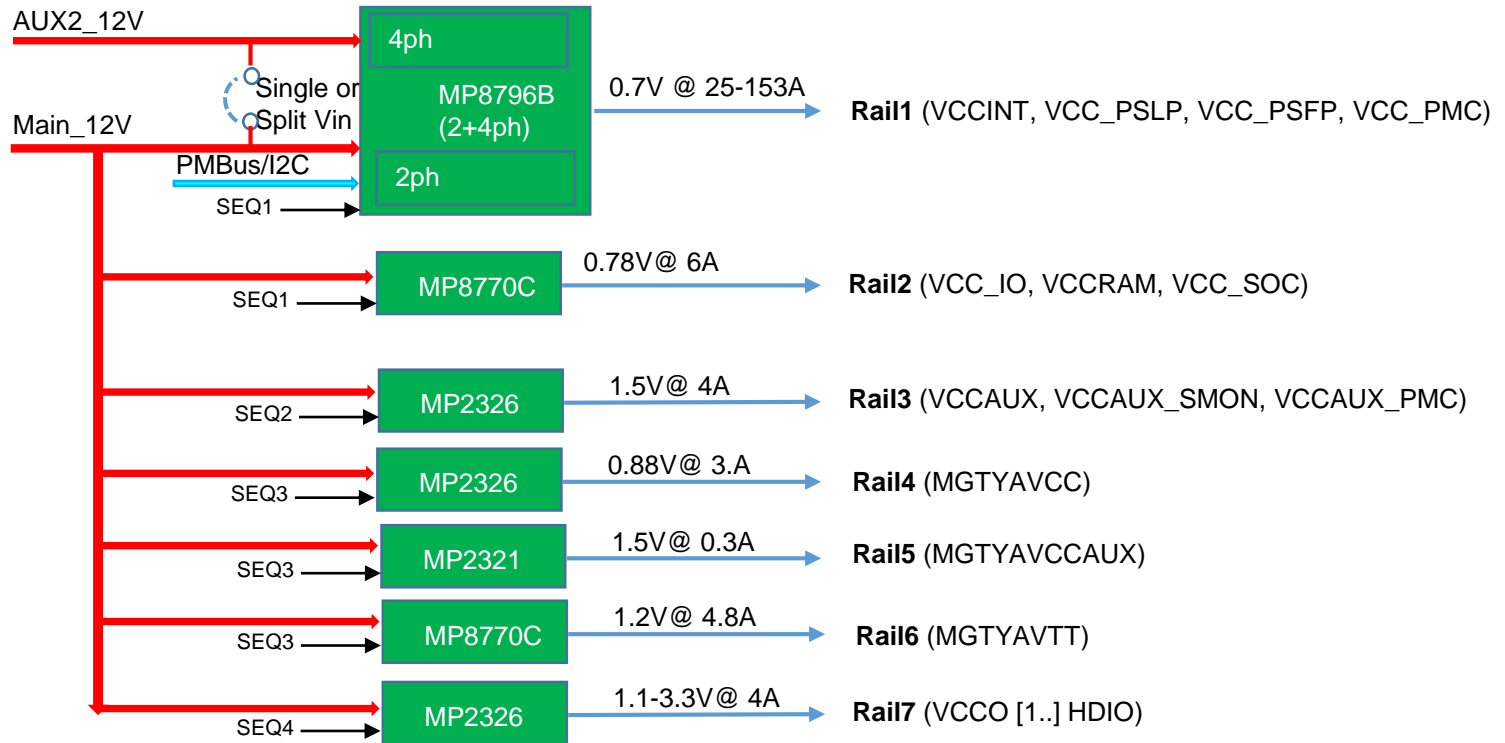 AUX2_12V
4ph
Single or
Split Vin
MP8796B
(2+4ph)
0.7V @ 25-153A
Rail1 (VCCINT, VCC_PSLP, VCC_PSFP, VCC_PMC)
Main_12V
PMBus/I2C
2ph
SEQ1
0.78V@ 6A
MP8770C
Rail2 (VCC_IO, VCCRAM, VCC_SOC)
SEQ1
1.5V@ 4A
MP2326
Rail3 (VCCAUX, VCCAUX_SMON, VCCAUX_PMC)
SEQ2
0.88V@ 3.A
MP2326
Rail4 (MGTYAVCC)
SEQ3
1.5V@ 0.3A
MP2321
Rail5 (MGTYAVCCAUX)
SEQ3
1.2V@ 4.8A
MP8770C
Rail6 (MGTYAVTT)
SEQ3
1.1-3.3V@ 4A
MP2326
Rail7 (VCCO [1..] HDIO)
SEQ4